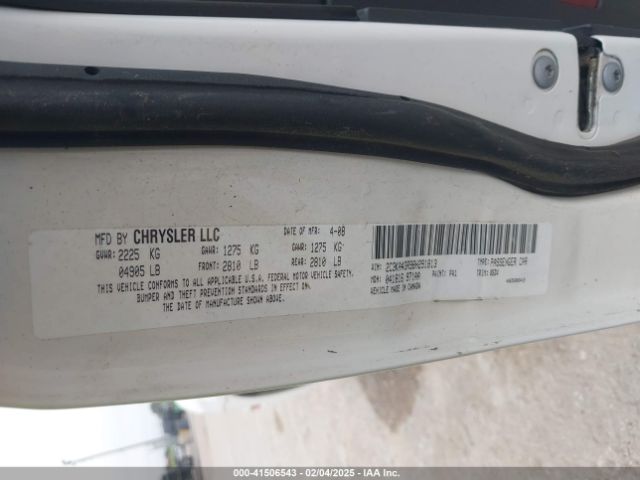 MFD BY CHRYSLER LLC DATE OF MFR: 4-08
GVWR: 2225 KG GAWR: 1275 KG GAWR: 1275 KG
04905 LB FRONT: 2810 LB REAR: 2810 LB
THIS VEHICLE CONFORMS TO ALL APPLICABLE U.S.A. FEDERAL MOTOR VEHICLE SAFETY,
BUMPER AND THEFT PREVENTION STANDARDS IN EFFECT ON
THE DATE OF MANUFACTURE SHOWN ABOVE.
TYPE: PASSENGER CAR
PAINT: PW1
VEHICLE MADE IN CANADA
000-41506543 - 02/04/2025 - IAA Inc.